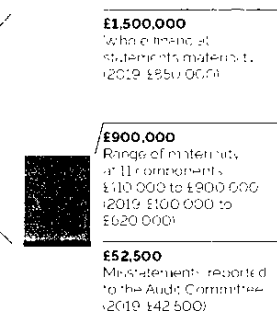 £1,500,000
Whole financial
statements materiality
(2019: £850,000)
£900,000
Range of materiality
at 11 components
£110,000 to £900,000
(2019: £100,000 to
£620,000)
£52,500
Misstatements reported
to the Audit Committee
(2019: £42,500)